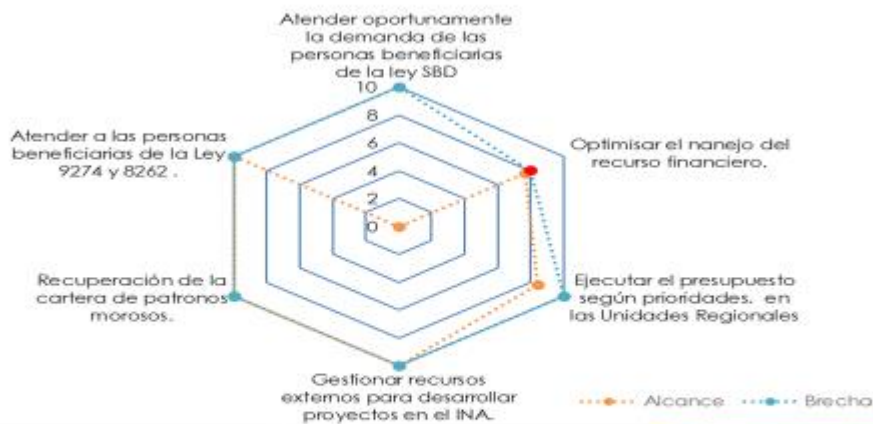 Atender oportunamente
la demanda de las
personas beneficiarias
de la ley SBD
10
8
6
4
2
0
Optimisar el nanejo del
recurso financiero.
Ejecutar el presupuesto
según prioridades. en
las Unidades Regionales
Gestionar recursos
externos para desarrollar
proyectos en el INA.
Recuperación de la
cartera de patronos
morosos.
Atender a las personas
beneficiarias de la Ley
9274 y 8262 .
Alcance
Brecha